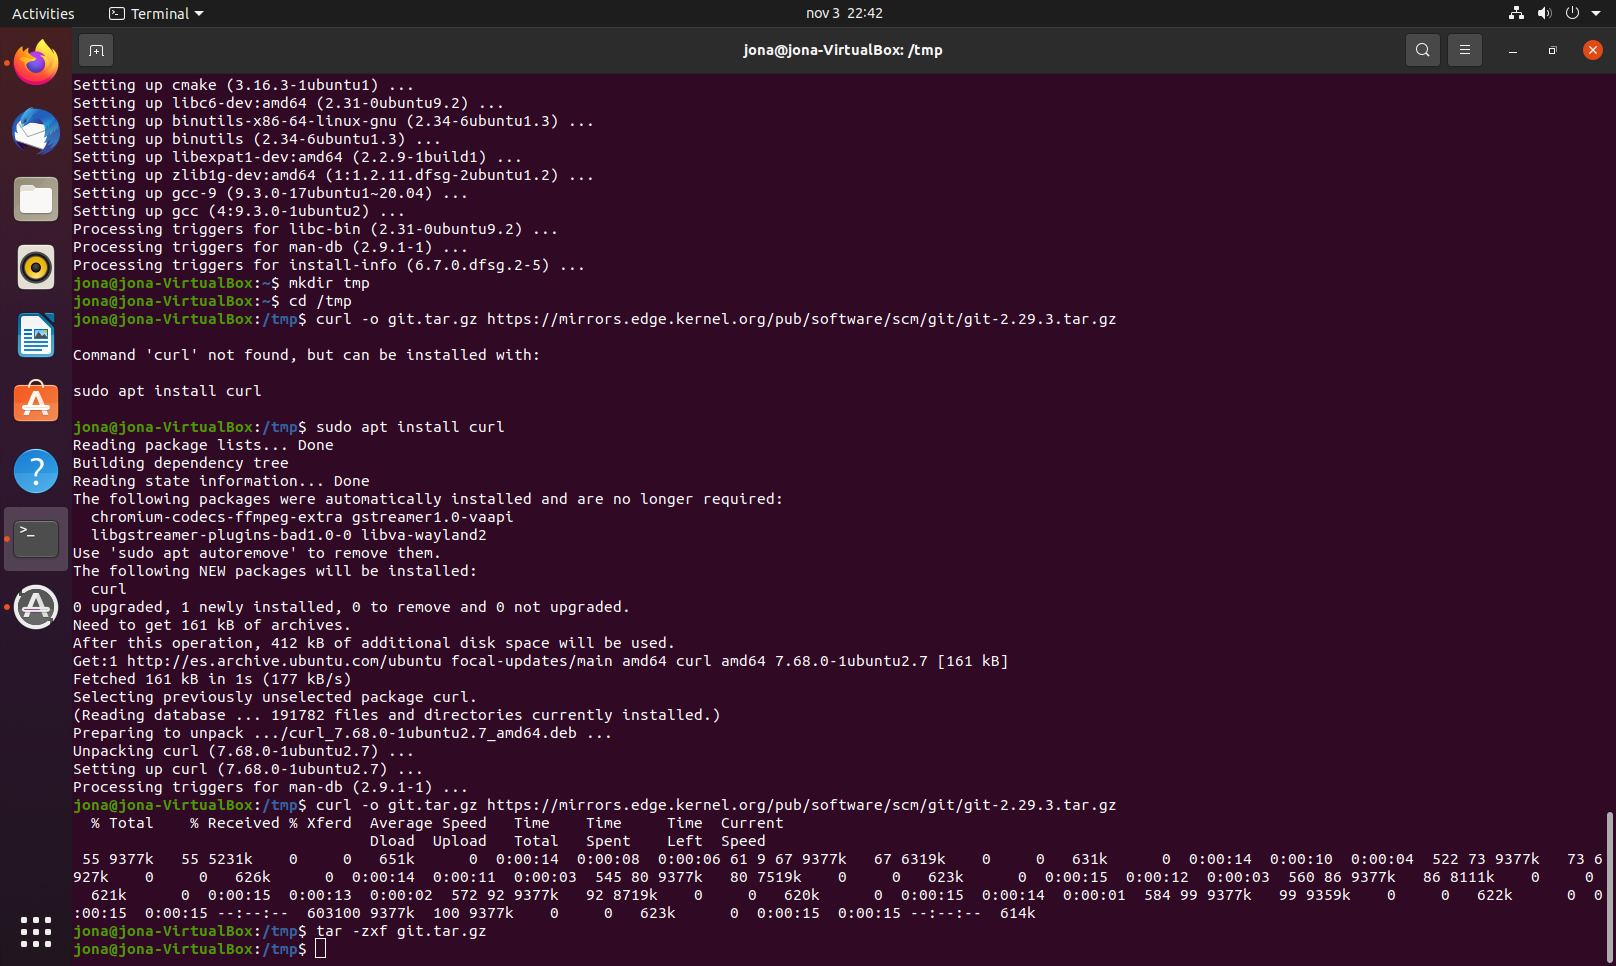 Activities
Terminal
nov 3 22:42
jona@jona-VirtualBox: /tmp
Setting up cmake (3.16.3-1ubuntu1) ...
Setting up libc6-dev:amd64 (2.31-0ubuntu9.2) ...
Setting up binutils-x86-64-linux-gnu (2.34-6ubuntu1.3) ...
Setting up binutils (2.34-6ubuntu1.3) ...
Setting up libexpat1-dev:amd64 (2.2.9-1build1) ...
Setting up zlib1g-dev:amd64 (1:1.2.11.dfsg-2ubuntu1.2) ...
Setting up gcc-9 (9.3.0-17ubuntu1~20.04) ...
Setting up gcc (4:9.3.0-1ubuntu2) ...
Processing triggers for libc-bin (2.31-0ubuntu9.2) ...
Processing triggers for man-db (2.9.1-1) ...
Processing triggers for install-info (6.7.0.dfsg.2-5) ...
jona@jona-VirtualBox:~$ mkdir tmp
jona@jona-VirtualBox:~$ cd /tmp
jona@jona-VirtualBox:/tmp$ curl -o git.tar.gz https://mirrors.edge.kernel.org/pub/software/scm/git/git-2.29.3.tar.gz
Command 'curl' not found, but can be installed with:
sudo apt install curl
jona@jona-VirtualBox:/tmp$ sudo apt install curl
Reading package lists... Done
Building dependency tree
Reading state information... Done
The following packages were automatically installed and are no longer required:
  chromium-codecs-ffmpeg-extra gstreamer1.0-vaapi
  libgstreamer-plugins-bad1.0-0 libva-wayland2
Use 'sudo apt autoremove' to remove them.
The following NEW packages will be installed:
  curl
0 upgraded, 1 newly installed, 0 to remove and 0 not upgraded.
Need to get 161 kB of archives.
After this operation, 412 kB of additional disk space will be used.
Get:1 http://es.archive.ubuntu.com/ubuntu focal-updates/main amd64 curl amd64 7.68.0-1ubuntu2.7 [161 kB]
Fetched 161 kB in 1s (177 kB/s)
Selecting previously unselected package curl.
(Reading database ... 191782 files and directories currently installed.)
Preparing to unpack .../curl_7.68.0-1ubuntu2.7_amd64.deb ...
Unpacking curl (7.68.0-1ubuntu2.7) ...
Setting up curl (7.68.0-1ubuntu2.7) ...
Processing triggers for man-db (2.9.1-1) ...
jona@jona-VirtualBox:/tmp$ curl -o git.tar.gz https://mirrors.edge.kernel.org/pub/software/scm/git/git-2.29.3.tar.gz
  % Total    % Received % Xferd  Average Speed   Time    Time     Time  Current
                                 Dload  Upload   Total   Spent    Left  Speed
 55 9377k   55 5231k    0     0   651k      0  0:00:14  0:00:08  0:00:06 61 9 67 9377k   67 6319k    0     0   631k      0  0:00:14  0:00:10  0:00:04  522 73 9377k   73 6
927k    0     0   626k      0  0:00:14  0:00:11  0:00:03  545 80 9377k   80 7519k    0     0   623k      0  0:00:15  0:00:12  0:00:03  560 86 9377k   86 8111k    0     0
  621k      0  0:00:15  0:00:13  0:00:02  572 92 9377k   92 8719k    0     0   620k      0  0:00:15  0:00:14  0:00:01  584 99 9377k   99 9359k    0     0   622k      0  0
:00:15  0:00:15 --:--:--  603100 9377k  100 9377k    0     0   623k      0  0:00:15  0:00:15 --:--:--  614k
jona@jona-VirtualBox:/tmp$ tar -zxf git.tar.gz
jona@jona-VirtualBox:/tmp$